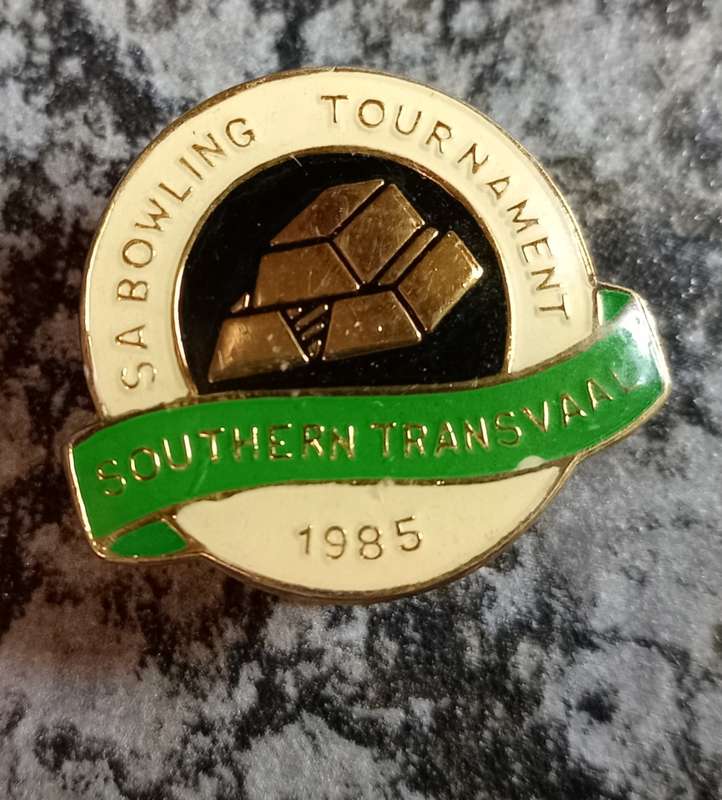 SA BOWLING TOURNAMENT
SOUTHERN TRANSVAAL
1985